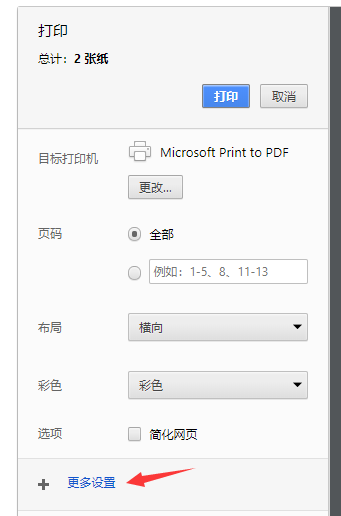 打印
总计：2 张纸
打印 取消
目标打印机 Microsoft Print to PDF
更改...
页码 全部
例如：1-5、8、11-13
布局 横向
彩色 彩色
选项 简化网页
更多设置